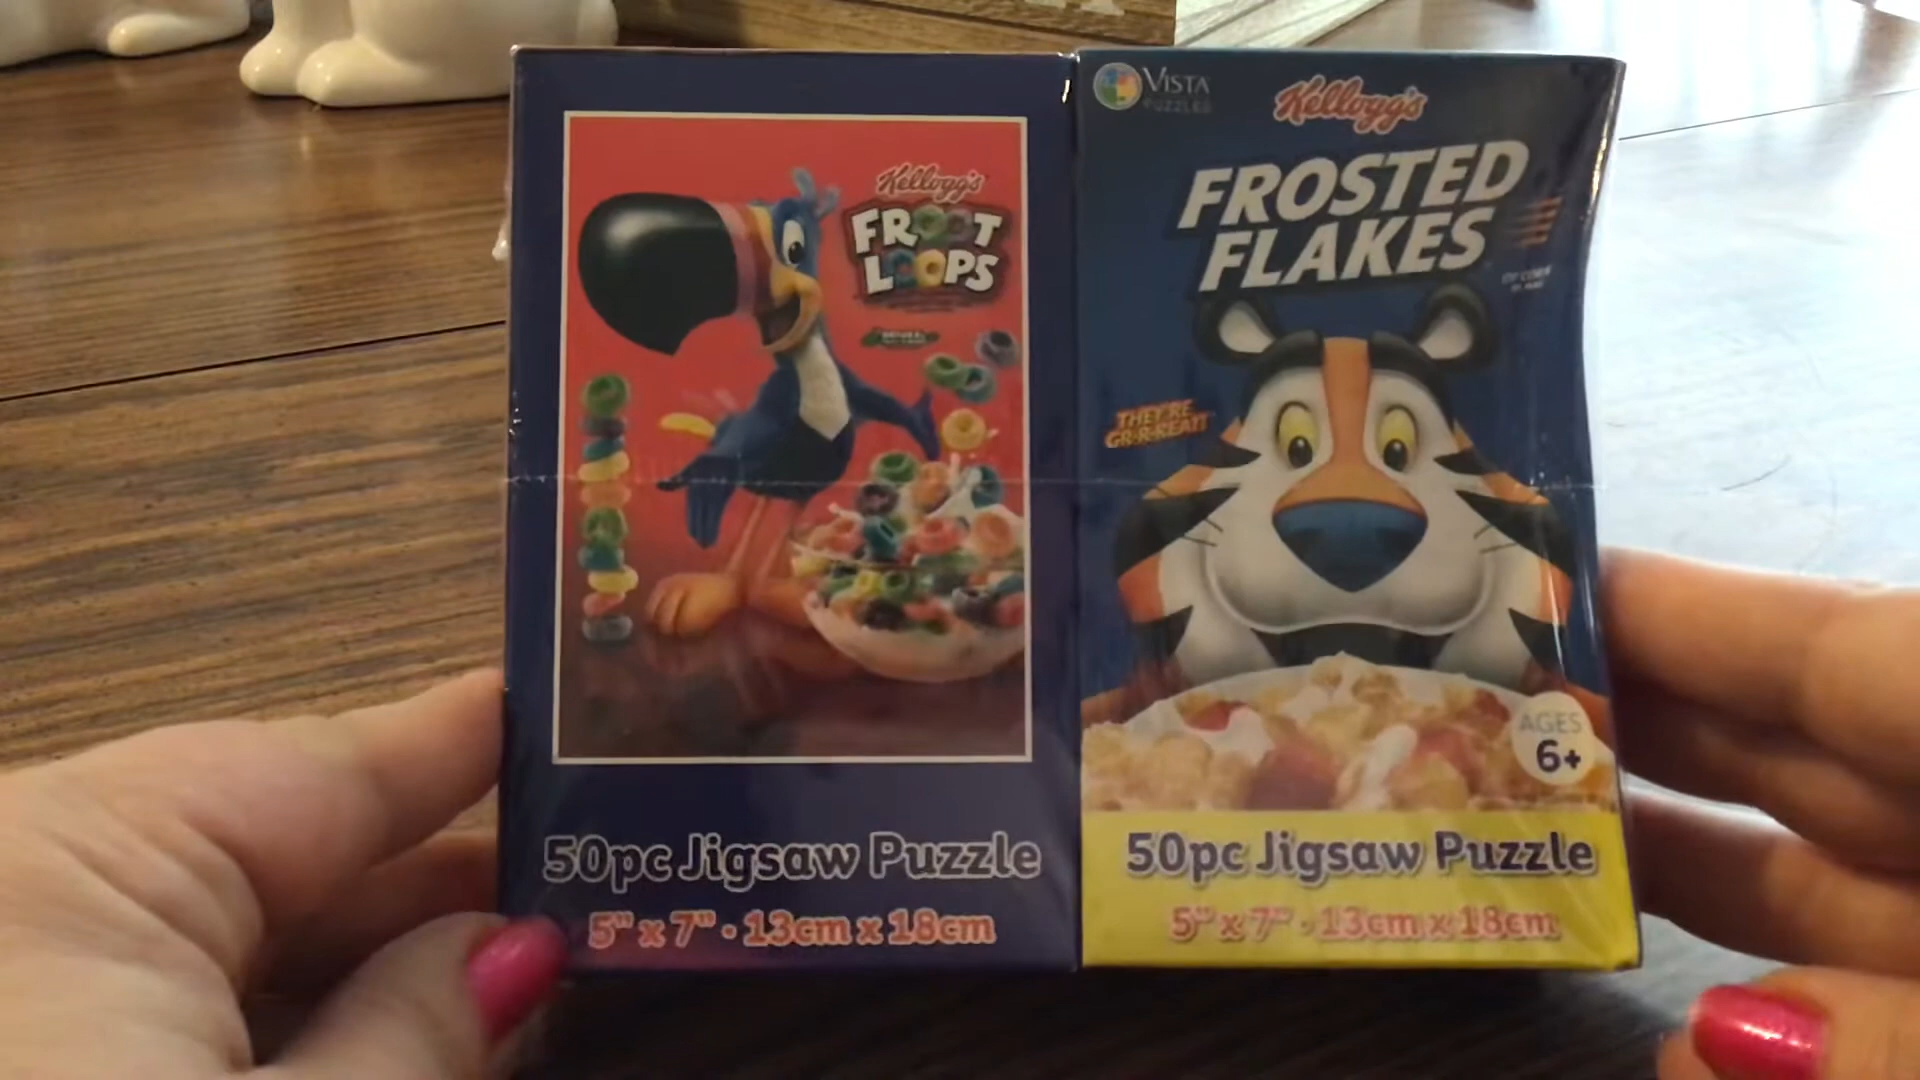 Kellogg's
FROOT
LOOPS
50pc Jigsaw Puzzle
5" x 7" · 13cm x 18cm
VISTA
PUZZLES
Kellogg's
FROSTED
FLAKES
THEY'RE
GR-R-REAT!
AGES
6+
50pc Jigsaw Puzzle
5" x 7" · 13cm x 18cm